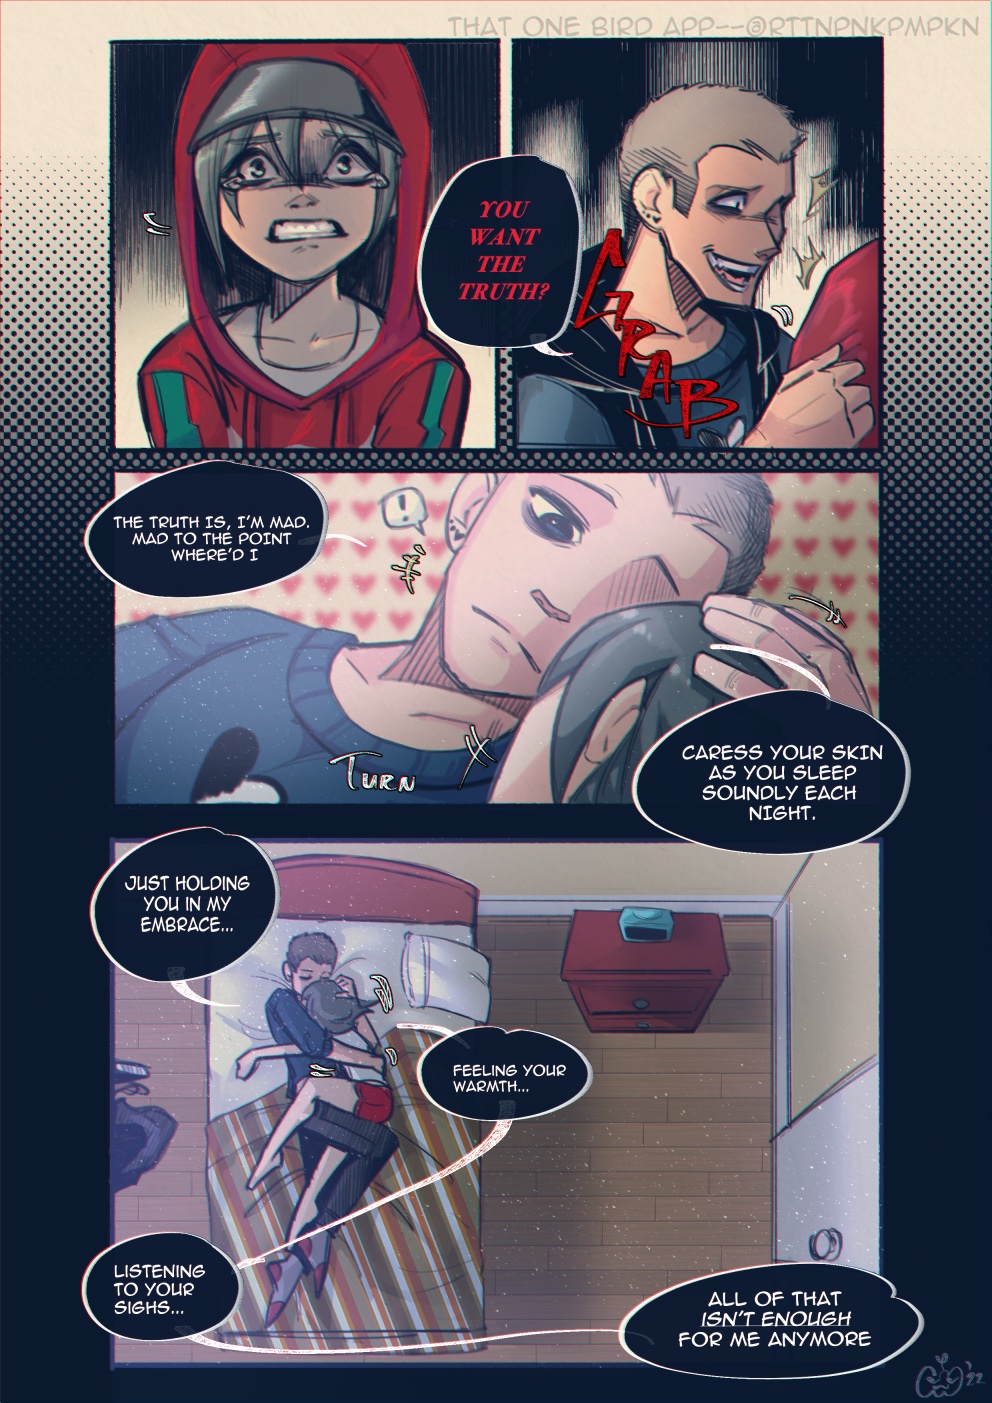 THAT ONE BIRD APP--@RTTNPNKPMPKN
YOU
WANT
THE
TRUTH?
GRAB
THE TRUTH IS, I'M MAD.
MAD TO THE POINT
WHERE'D I
!
TURN
CARESS YOUR SKIN
AS YOU SLEEP
SOUNDLY EACH
NIGHT.
JUST HOLDING
YOU IN MY
EMBRACE...
FEELING YOUR
WARMTH...
LISTENING
TO YOUR
SIGHS...
ALL OF THAT
ISN'T ENOUGH
FOR ME ANYMORE
'22